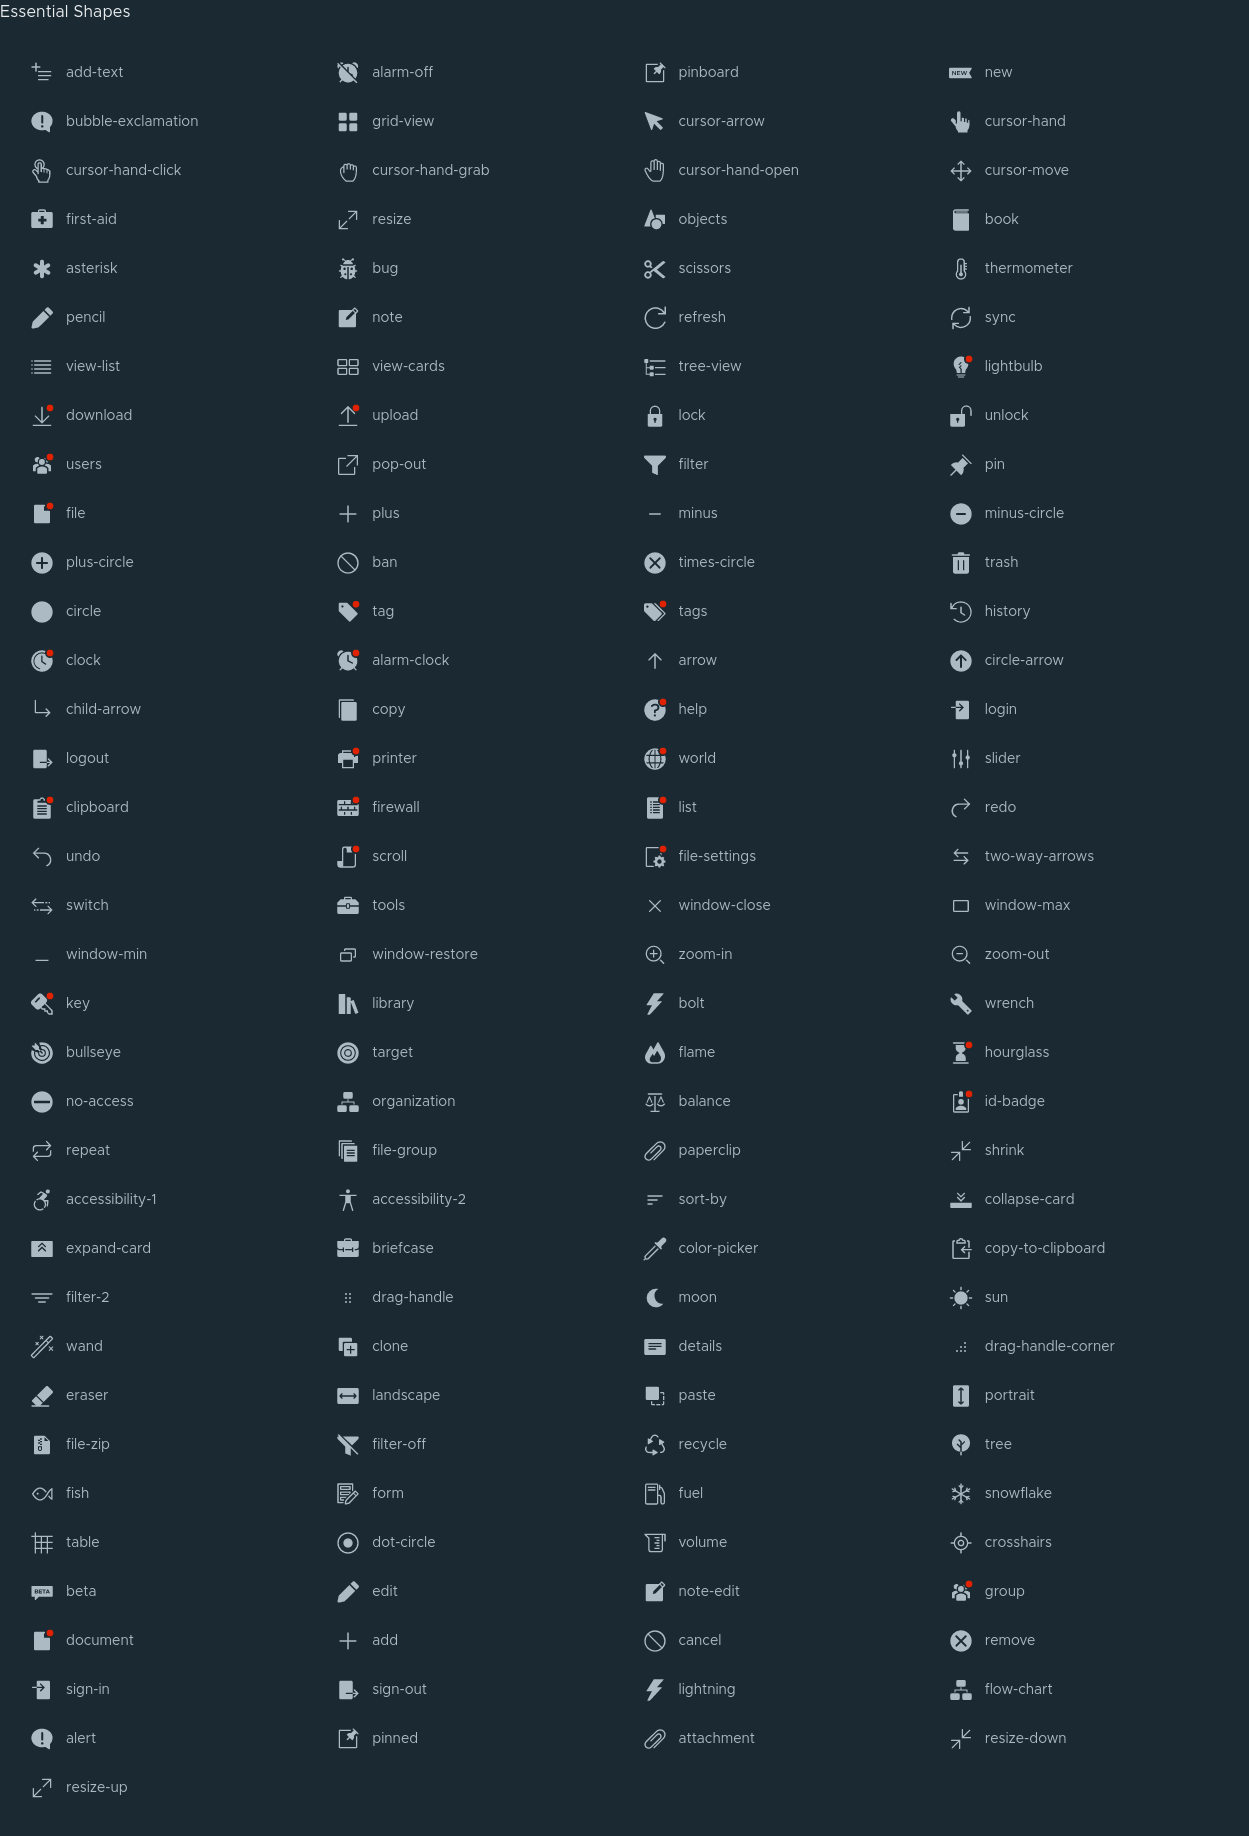 Essential Shapes
add-text alarm-off pinboard NEW new
bubble-exclamation grid-view cursor-arrow cursor-hand
cursor-hand-click cursor-hand-grab cursor-hand-open cursor-move
first-aid resize objects book
asterisk bug scissors thermometer
pencil note refresh sync
view-list view-cards tree-view lightbulb
download upload lock unlock
users pop-out filter pin
file plus minus minus-circle
plus-circle ban times-circle trash
circle tag tags history
clock alarm-clock arrow circle-arrow
child-arrow copy help login
logout printer world slider
clipboard firewall list redo
undo scroll file-settings two-way-arrows
switch tools window-close window-max
window-min window-restore zoom-in zoom-out
key library bolt wrench
bullseye target flame hourglass
no-access organization balance id-badge
repeat file-group paperclip shrink
accessibility-1 accessibility-2 sort-by collapse-card
expand-card briefcase color-picker copy-to-clipboard
filter-2 drag-handle moon sun
wand clone details drag-handle-corner
eraser landscape paste portrait
file-zip filter-off recycle tree
fish form fuel snowflake
table dot-circle volume crosshairs
BETA beta edit note-edit group
document add cancel remove
sign-in sign-out lightning flow-chart
alert pinned attachment resize-down
resize-up